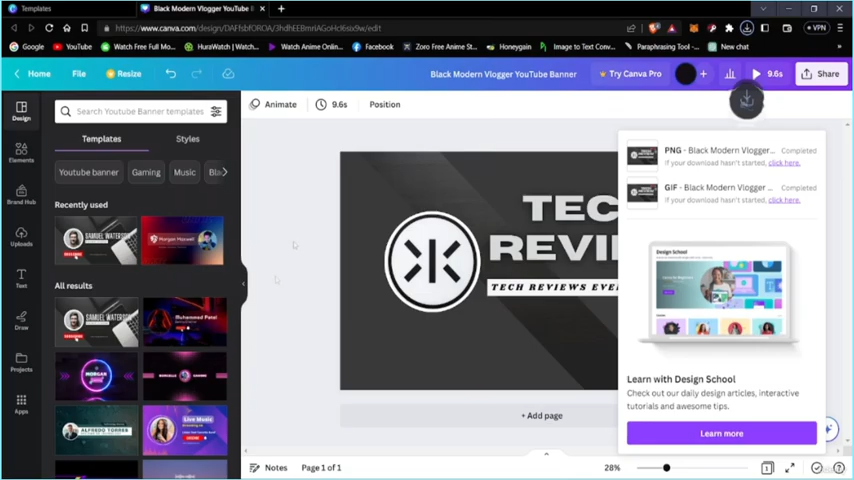 Templates
Black Modern Vlogger YouTube B
https://www.canva.com/design/
VPN
Google
YouTube
Watch Free Full Mo...
HuraWatch | Watch...
Watch Anime Online...
Facebook
Zoro Free Anime St...
Honeygain
Image to Text Conv...
Paraphrasing Tool -...
New chat
Home
File
Resize
Black Modern Vlogger YouTube Banner
Try Canva Pro
9.6s
Share
Design
Elements
Brand Hub
Uploads
Text
Draw
Projects
Apps
Search Youtube Banner templates
Templates
Styles
Youtube banner
Gaming
Music
Bla
Recently used
SAMUEL WATERSON
Morgan Maxwell
All results
SAMUEL WATERSON
Muhammad Patel
MORGAN
ALFREDO TORRES
Live Music
Animate
9.6s
Position
TEC
REVI
TECH REVIEWS EVE
+ Add page
PNG - Black Modern Vlogger...
Completed
If your download hasn't started, click here.
GIF - Black Modern Vlogger ...
Completed
If your download hasn't started, click here.
Design School
Learn with Design School
Check out our daily design articles, interactive
tutorials and awesome tips.
Learn more
Notes
Page 1 of 1
28%
1